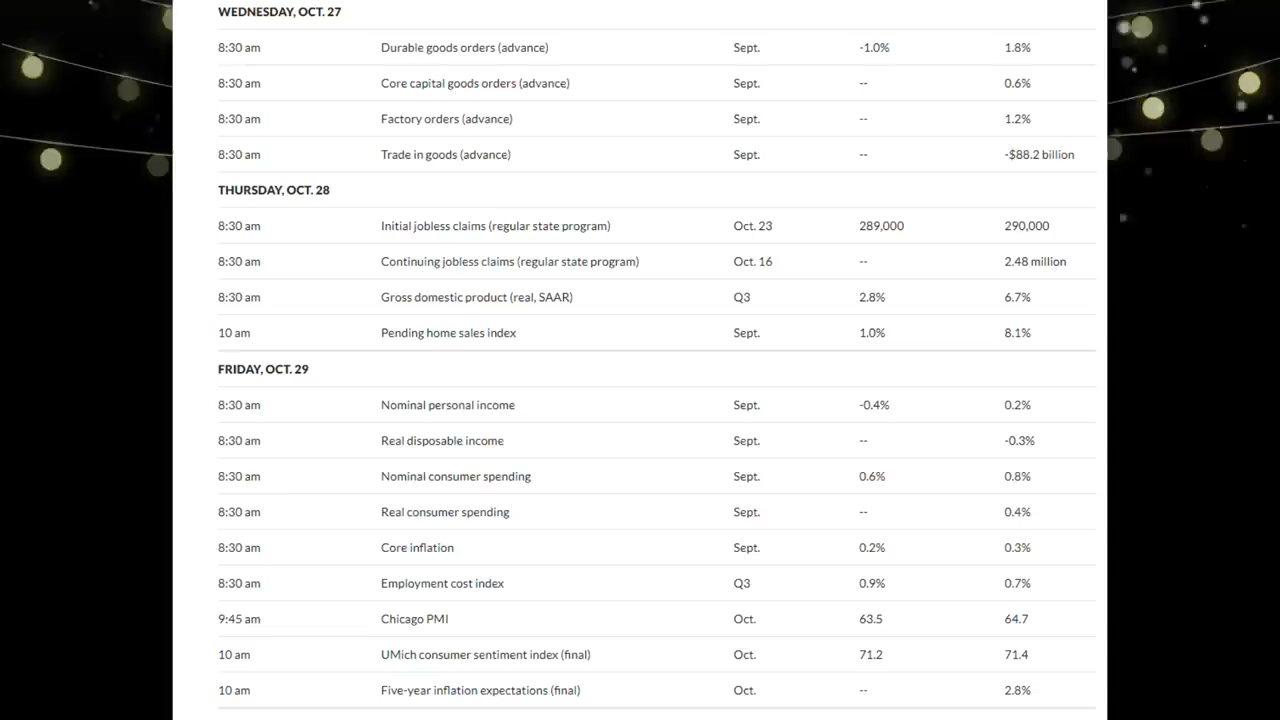 WEDNESDAY, OCT. 27
8:30 am Durable goods orders (advance) Sept. -1.0% 1.8%
8:30 am Core capital goods orders (advance) Sept. -- 0.6%
8:30 am Factory orders (advance) Sept. -- 1.2%
8:30 am Trade in goods (advance) Sept. -- -$88.2 billion
THURSDAY, OCT. 28
8:30 am Initial jobless claims (regular state program) Oct. 23 289,000 290,000
8:30 am Continuing jobless claims (regular state program) Oct. 16 -- 2.48 million
8:30 am Gross domestic product (real, SAAR) Q3 2.8% 6.7%
10 am Pending home sales index Sept. 1.0% 8.1%
FRIDAY, OCT. 29
8:30 am Nominal personal income Sept. -0.4% 0.2%
8:30 am Real disposable income Sept. -- -0.3%
8:30 am Nominal consumer spending Sept. 0.6% 0.8%
8:30 am Real consumer spending Sept. -- 0.4%
8:30 am Core inflation Sept. 0.2% 0.3%
8:30 am Employment cost index Q3 0.9% 0.7%
9:45 am Chicago PMI Oct. 63.5 64.7
10 am UMich consumer sentiment index (final) Oct. 71.2 71.4
10 am Five-year inflation expectations (final) Oct. -- 2.8%